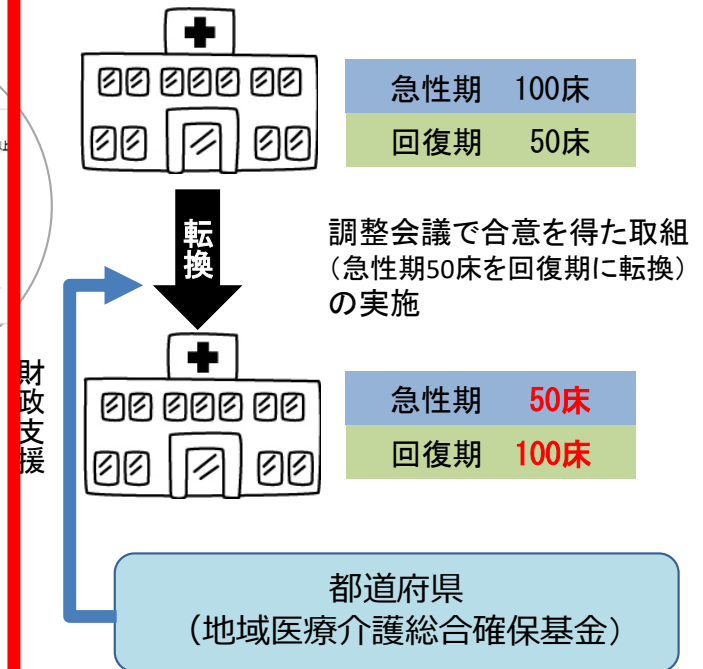 急性期 100床
回復期 50床
転換
調整会議で合意を得た取組
（急性期50床を回復期に転換）
の実施
財政支援
急性期 50床
回復期 100床
都道府県
（地域医療介護総合確保基金）